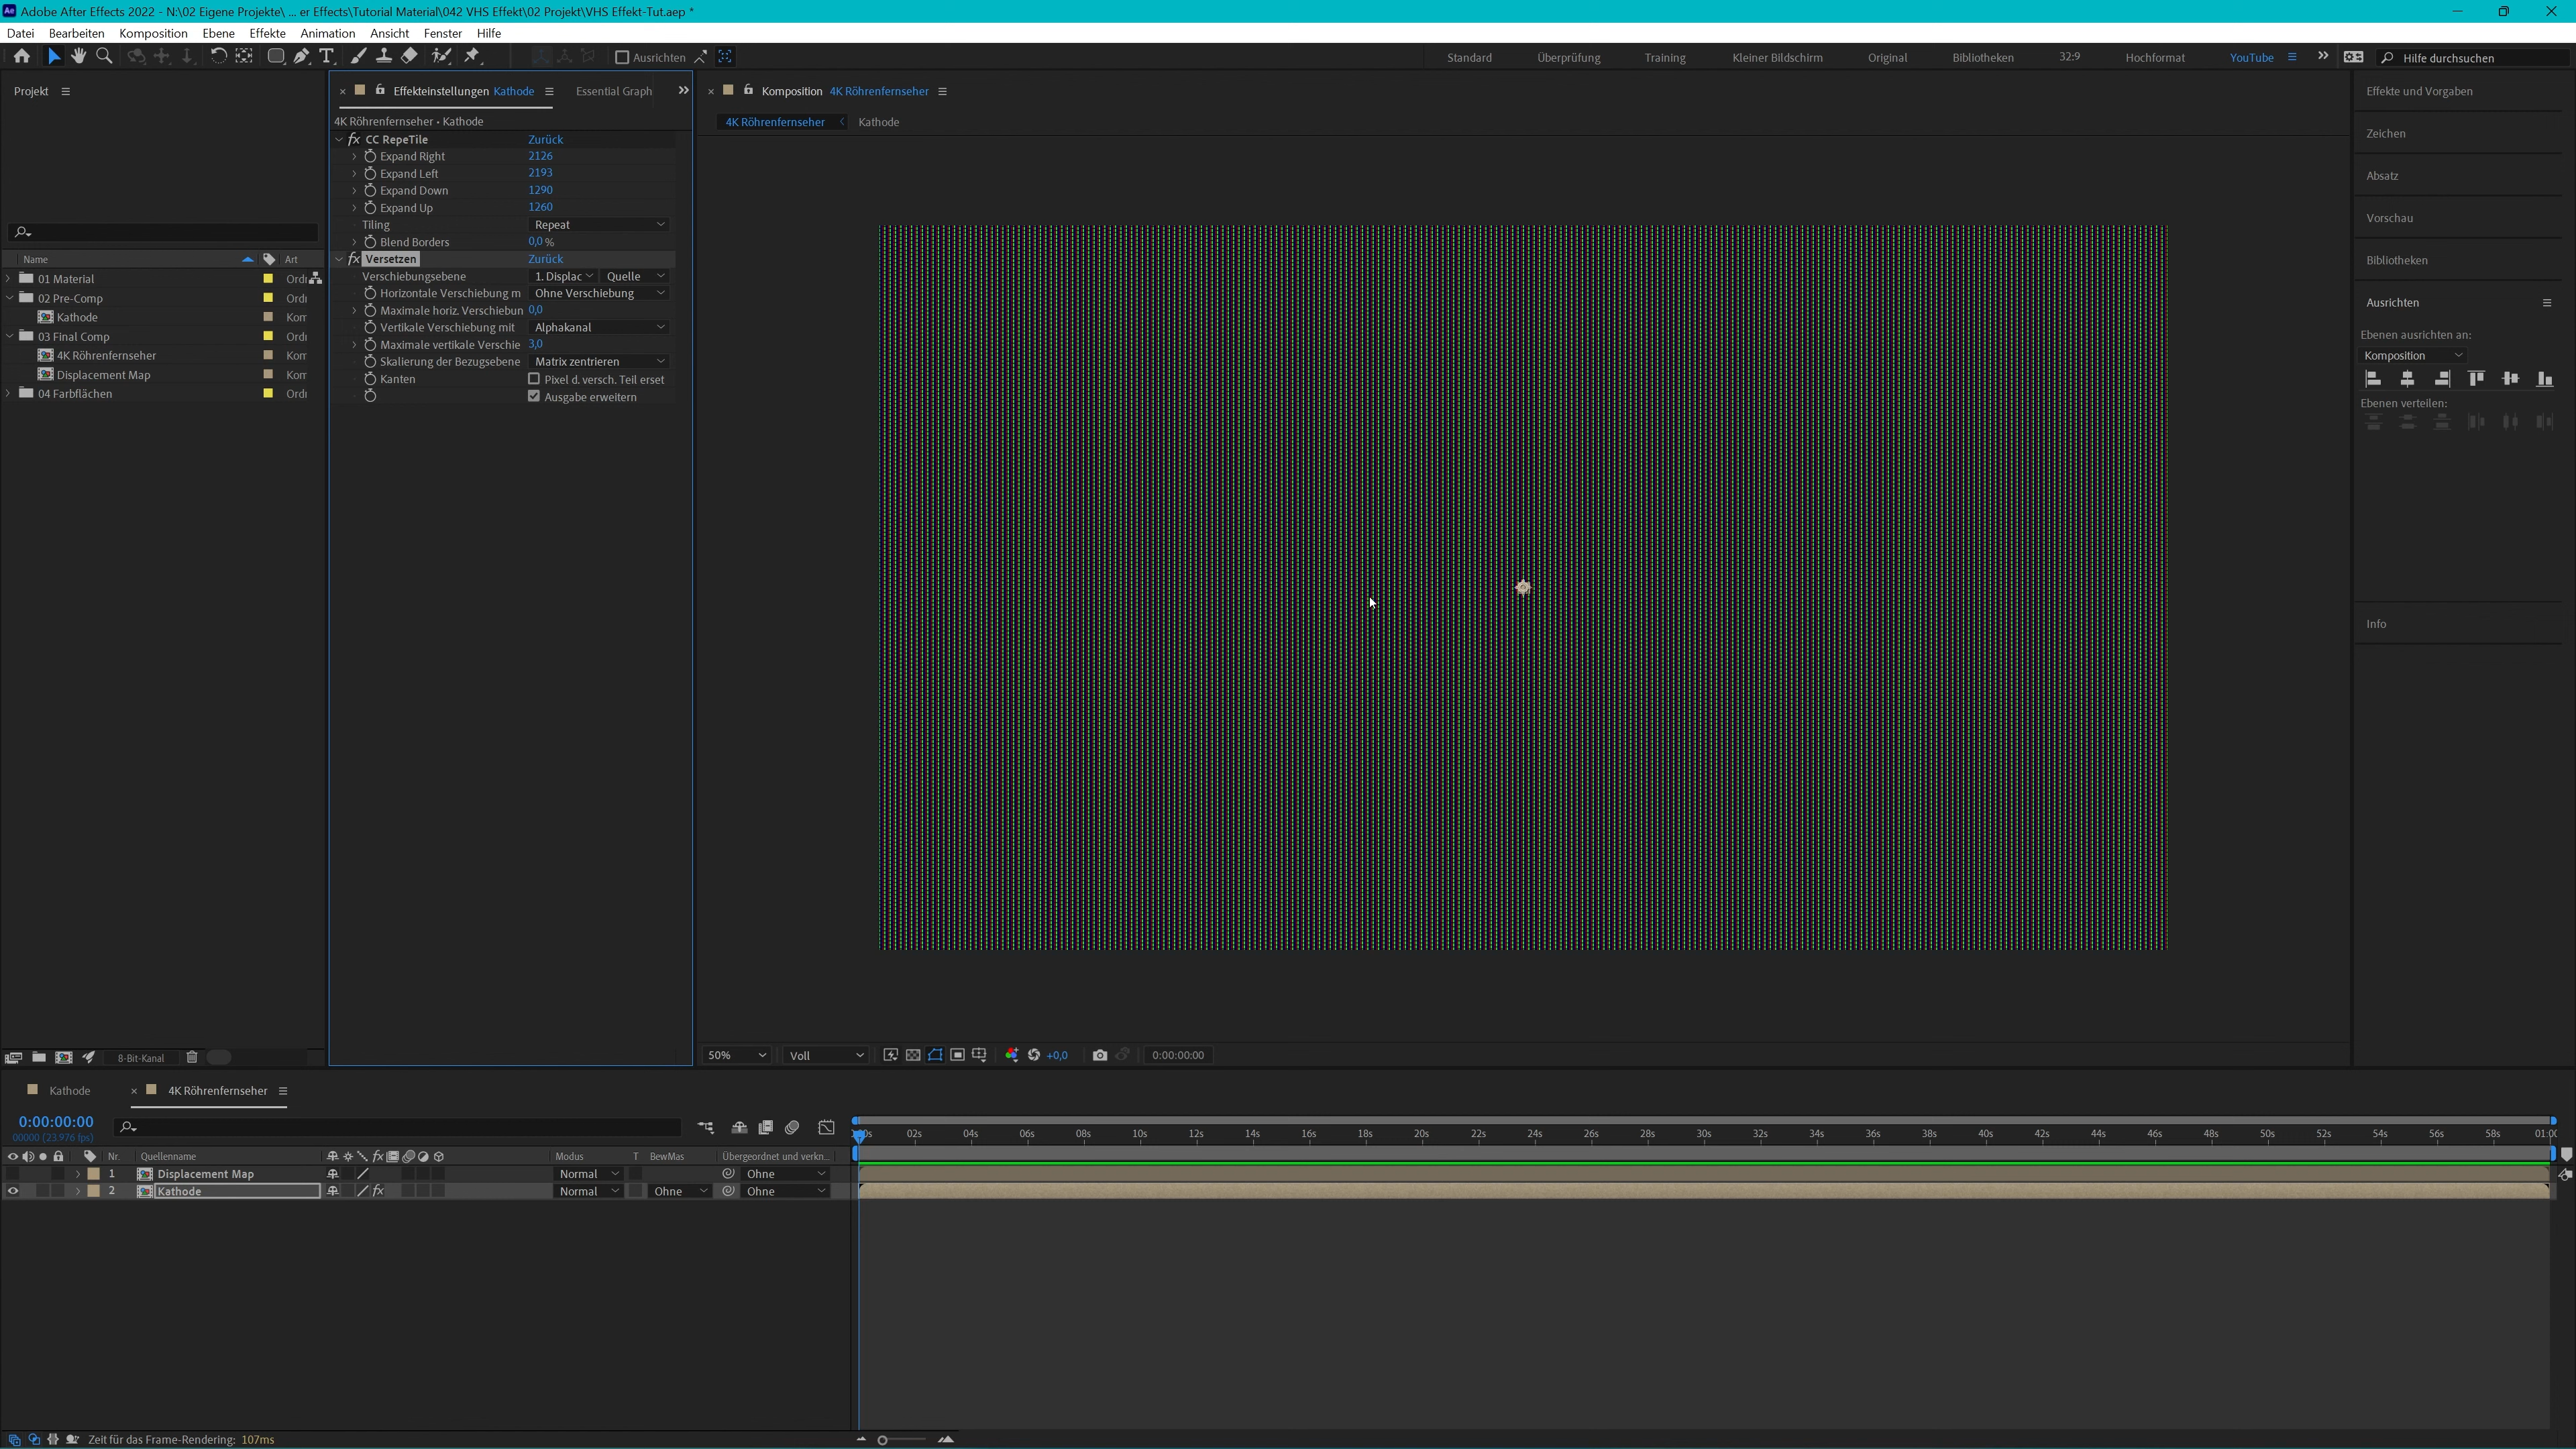 Adobe After Effects 2022 - N:\02 Eigene Projekte\ ... er Effects\Tutorial Material\042 VHS Effekt\02 Projekt\VHS Effekt-Tut.aep *
Datei Bearbeiten Komposition Ebene Effekte Animation Ansicht Fenster Hilfe
Ausrichten Standard Überprüfung Training Kleiner Bildschirm Original Bibliotheken 32:9 Hochformat YouTube Hilfe durchsuchen
Projekt
Name Art
01 Material Ordı
02 Pre-Comp Ordı
Kathode Kom
03 Final Comp Ordı
4K Röhrenfernseher Kom
Displacement Map Kom
04 Farbflächen Ordı
8-Bit-Kanal
Effekteinstellungen Kathode Essential Graph
4K Röhrenfernseher • Kathode
fx CC RepeTile Zurück
Expand Right 2126
Expand Left 2193
Expand Down 1290
Expand Up 1260
Tiling Repeat
Blend Borders 0,0 %
fx Versetzen Zurück
Verschiebungsebene 1. Displac Quelle
Horizontale Verschiebung m Ohne Verschiebung
Maximale horiz. Verschiebun 0,0
Vertikale Verschiebung mit Alphakanal
Maximale vertikale Verschie 3,0
Skalierung der Bezugsebene Matrix zentrieren
Kanten Pixel d. versch. Teil erset
Ausgabe erweitern
Komposition 4K Röhrenfernseher
4K Röhrenfernseher Kathode
50% Voll +0,0 0:00:00:00
Effekte und Vorgaben
Zeichen
Absatz
Vorschau
Bibliotheken
Ausrichten
Ebenen ausrichten an:
Komposition
Ebenen verteilen:
Info
Kathode 4K Röhrenfernseher
0:00:00:00
00000 (23.976 fps)
02s 04s 06s 08s 10s 12s 14s 16s 18s 20s 22s 24s 26s 28s 30s 32s 34s 36s 38s 40s 42s 44s 46s 48s 50s 52s 54s 56s 58s 01:0
Nr. Quellenname fx Modus T BewMas Übergeordnet und verkn...
1 Displacement Map Normal Ohne
2 Kathode fx Normal Ohne Ohne
Zeit für das Frame-Rendering: 107ms